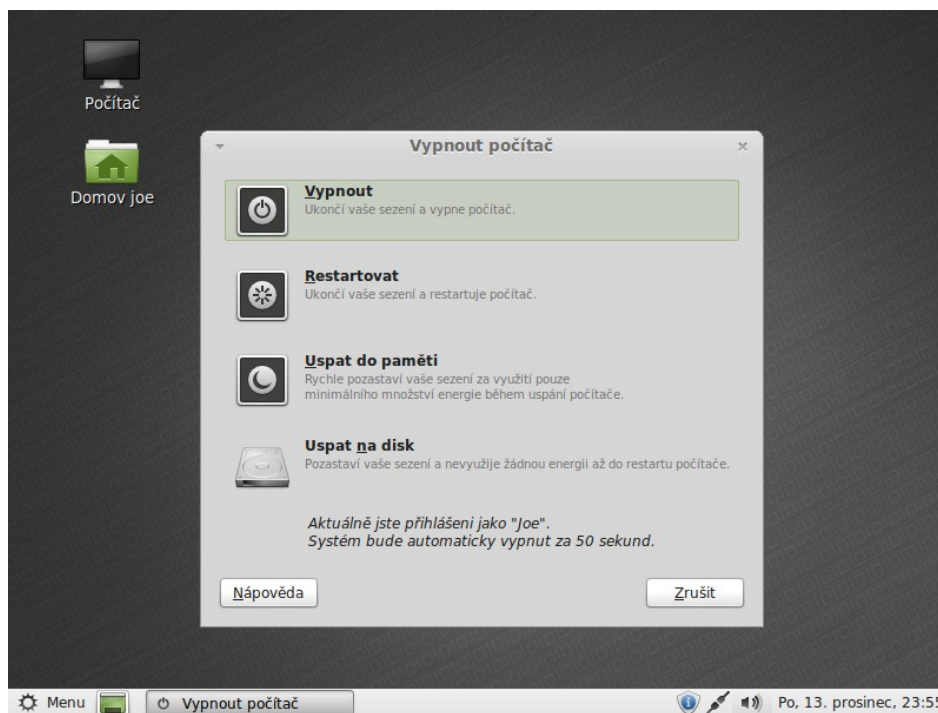 Počítač
Domov joe
Vypnout počítač
Vypnout
Ukončí vaše sezení a vypne počítač.
Restartovat
Ukončí vaše sezení a restartuje počítač.
Uspat do paměti
Rychle pozastaví vaše sezení za využití pouze
minimálního množství energie během uspání počítače.
Uspat na disk
Pozastaví vaše sezení a nevyužije žádnou energii až do restartu počítače.
Aktuálně jste přihlášeni jako "Joe".
Systém bude automaticky vypnut za 50 sekund.
Nápověda
Zrušit
Menu
Vypnout počítač
Po, 13. prosinec, 23:55